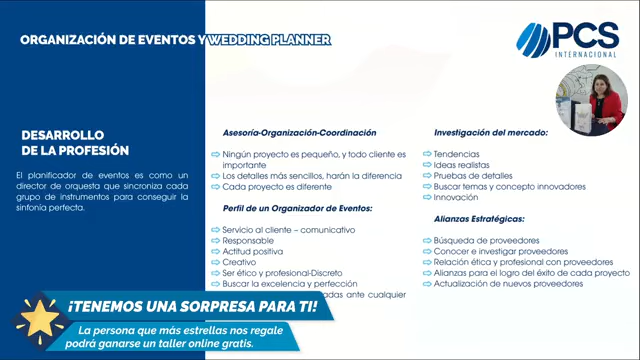 ORGANIZACIÓN DE EVENTOS Y WEDDING PLANNER
PCS
INTERNACIONAL
DESARROLLO
DE LA PROFESIÓN
El planificador de eventos es como un
director de orquesta que sincroniza cada
grupo de instrumentos para conseguir la
sinfonía perfecta.
Asesoría-Organización-Coordinación
Ningún proyecto es pequeño, y todo cliente es
importante
Los detalles más sencillos, harán la diferencia
Cada proyecto es diferente
Perfil de un Organizador de Eventos:
Servicio al cliente – comunicativo
Responsable
Actitud positiva
Creativo
Ser ético y profesional-Discreto
Buscar la excelencia y perfección
adas ante cualquier
Investigación del mercado:
Tendencias
Ideas realistas
Pruebas de detalles
Buscar temas y concepto innovadores
Innovación
Alianzas Estratégicas:
Búsqueda de proveedores
Conocer e investigar proveedores
Relación ética y profesional con proveedores
Alianzas para el logro del éxito de cada proyecto
Actualización de nuevos proveedores
¡TENEMOS UNA SORPRESA PARA TI!
La persona que más estrellas nos regale
podrá ganarse un taller online gratis.